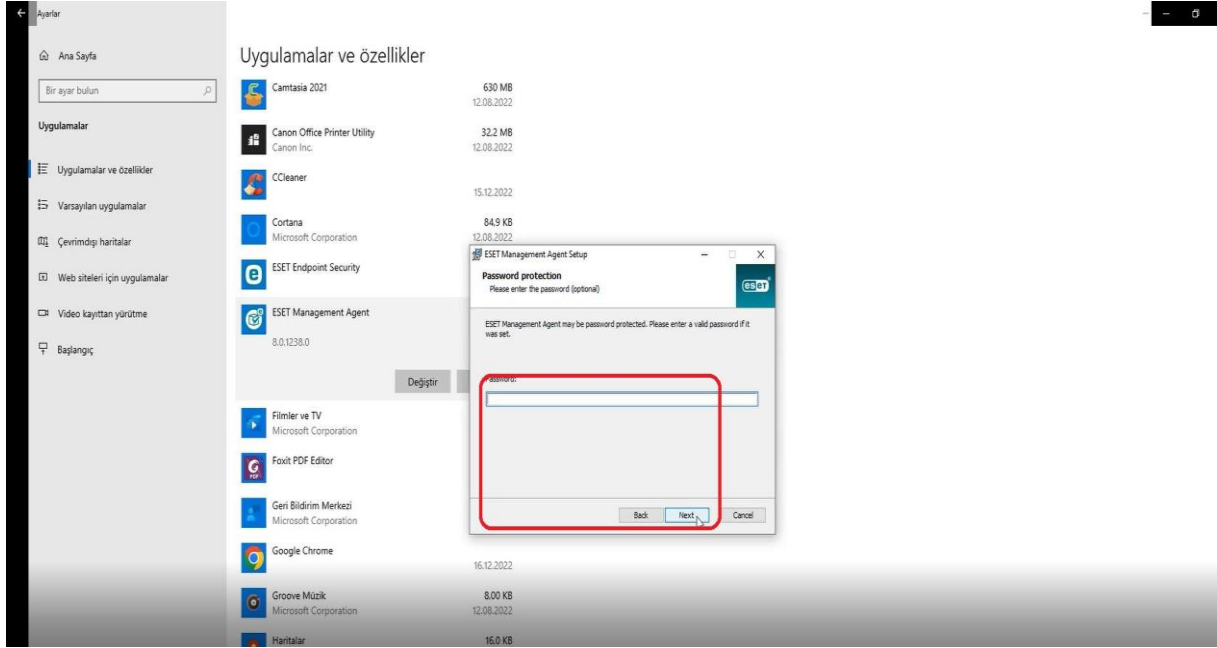 Ayarlar
Ana Sayfa
Bir ayar bulun
Uygulamalar
Uygulamalar ve özellikler
Varsayılan uygulamalar
Çevrimdışı haritalar
Web siteleri için uygulamalar
Video kayıttan yürütme
Başlangıç
Uygulamalar ve özellikler
Camtasia 2021 630 MB
12.08.2022
Canon Office Printer Utility 32,2 MB
Canon Inc. 12.08.2022
CCleaner
15.12.2022
Cortana 84,9 KB
Microsoft Corporation 12.08.2022
ESET Endpoint Security
ESET Management Agent
8.0.1238.0
Değiştir
Filmler ve TV
Microsoft Corporation
Foxit PDF Editor
Geri Bildirim Merkezi
Microsoft Corporation
Google Chrome
16.12.2022
Groove Müzik 8,00 KB
Microsoft Corporation 12.08.2022
Haritalar 16,0 KB
ESET Management Agent Setup
Password protection
Please enter the password (optional)
eset
ESET Management Agent may be password protected. Please enter a valid password if it
was set.
Password:
Back Next Cancel